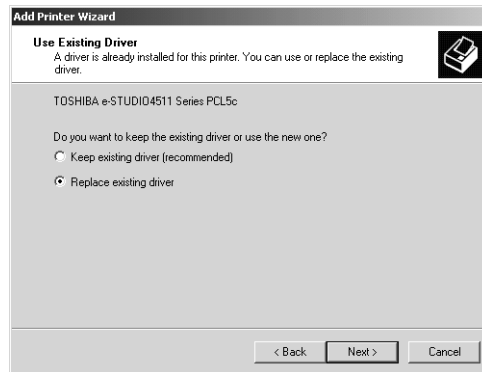 Add Printer Wizard
Use Existing Driver
A driver is already installed for this printer. You can use or replace the existing
driver.
TOSHIBA e-STUDIO4511 Series PCL5c
Do you want to keep the existing driver or use the new one?
Keep existing driver (recommended)
Replace existing driver
< Back
Next >
Cancel